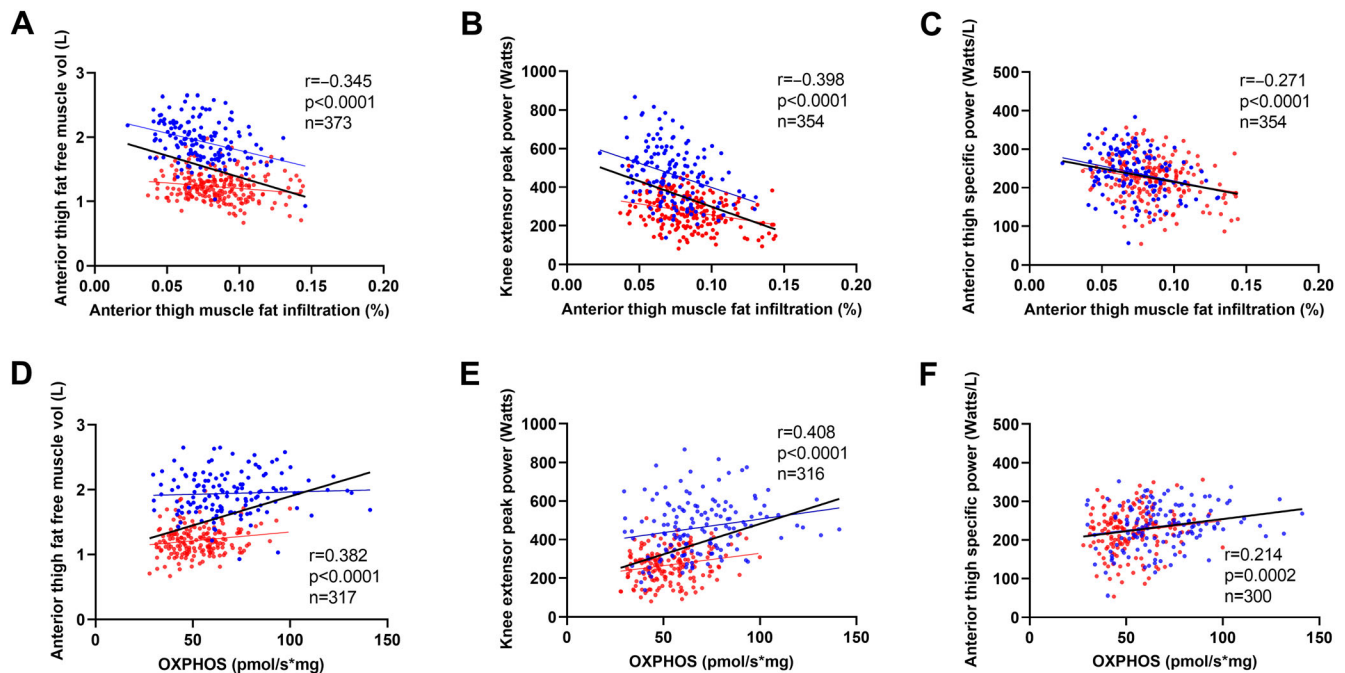 A
Anterior thigh fat free muscle vol (L)
3
2
1
0
0.00
0.05
0.10
0.15
0.20
Anterior thigh muscle fat infiltration (%)
r=−0.345
p<0.0001
n=373
B
Knee extensor peak power (Watts)
1000
800
600
400
200
0
0.00
0.05
0.10
0.15
0.20
Anterior thigh muscle fat infiltration (%)
r=−0.398
p<0.0001
n=354
C
Anterior thigh specific power (Watts/L)
500
400
300
200
100
0
0.00
0.05
0.10
0.15
0.20
Anterior thigh muscle fat infiltration (%)
r=−0.271
p<0.0001
n=354
D
Anterior thigh fat free muscle vol (L)
3
2
1
0
0
50
100
150
OXPHOS (pmol/s*mg)
r=0.382
p<0.0001
n=317
E
Knee extensor peak power (Watts)
1000
800
600
400
200
0
0
50
100
150
OXPHOS (pmol/s*mg)
r=0.408
p<0.0001
n=316
F
Anterior thigh specific power (Watts/L)
500
400
300
200
100
0
0
50
100
150
OXPHOS (pmol/s*mg)
r=0.214
p=0.0002
n=300